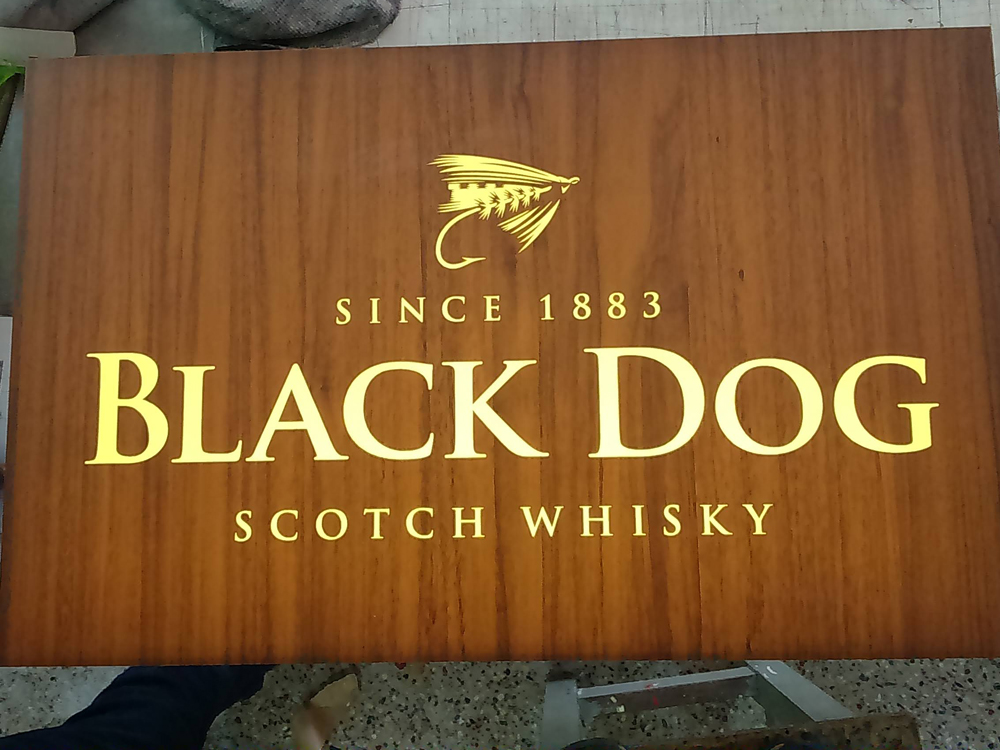 SINCE 1883
BLACK DOG
SCOTCH WHISKY